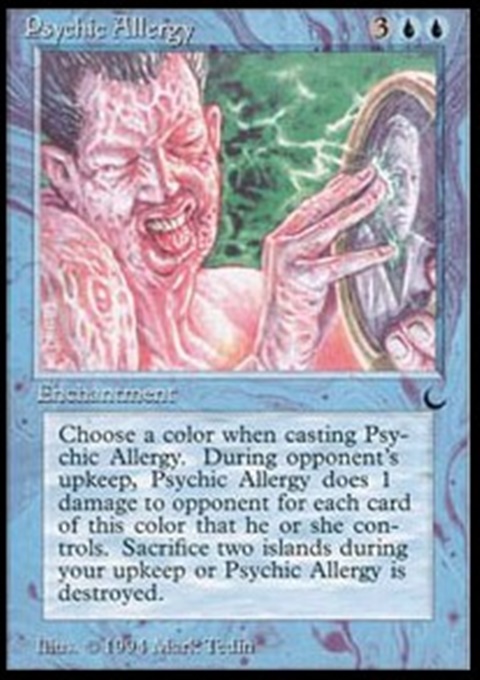 Psychic Allergy
3
Enchantment
Choose a color when casting Psy-
chic Allergy. During opponent's
upkeep, Psychic Allergy does 1
damage to opponent for each card
of this color that he or she con-
trols. Sacrifice two islands during
your upkeep or Psychic Allergy is
destroyed.
Illus. © 1994 Mark Tedin